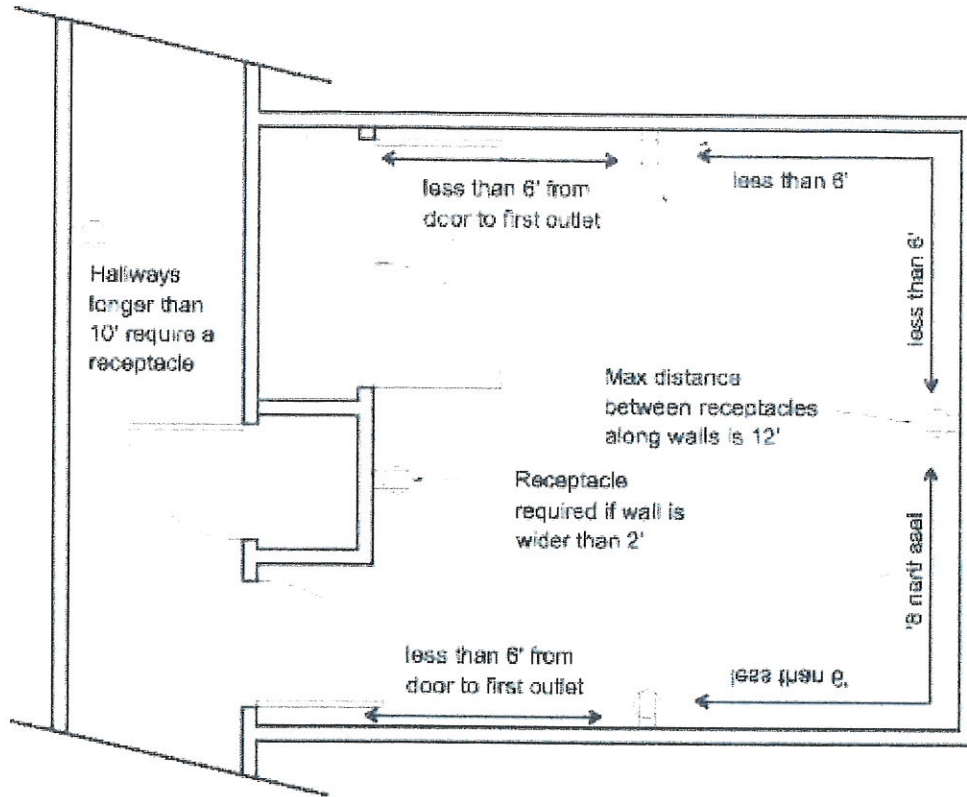 less than 6' from
door to first outlet
less than 6'
less than 6'
Hallways
longer than
10' require a
receptacle
Max distance
between receptacles
along walls is 12'
Receptacle
required if wall is
wider than 2'
less than 6'
less than 6' from
door to first outlet
less than 6'